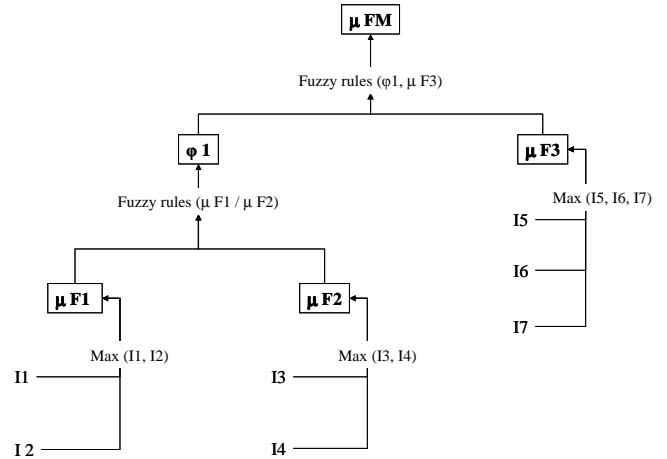 μ FM
Fuzzy rules (φ1, μ F3)
φ 1
μ F3
Fuzzy rules (μ F1 / μ F2)
Max (I5, I6, I7)
I5
I6
μ F1
μ F2
I7
Max (I1, I2)
Max (I3, I4)
I1
I3
I 2
I4